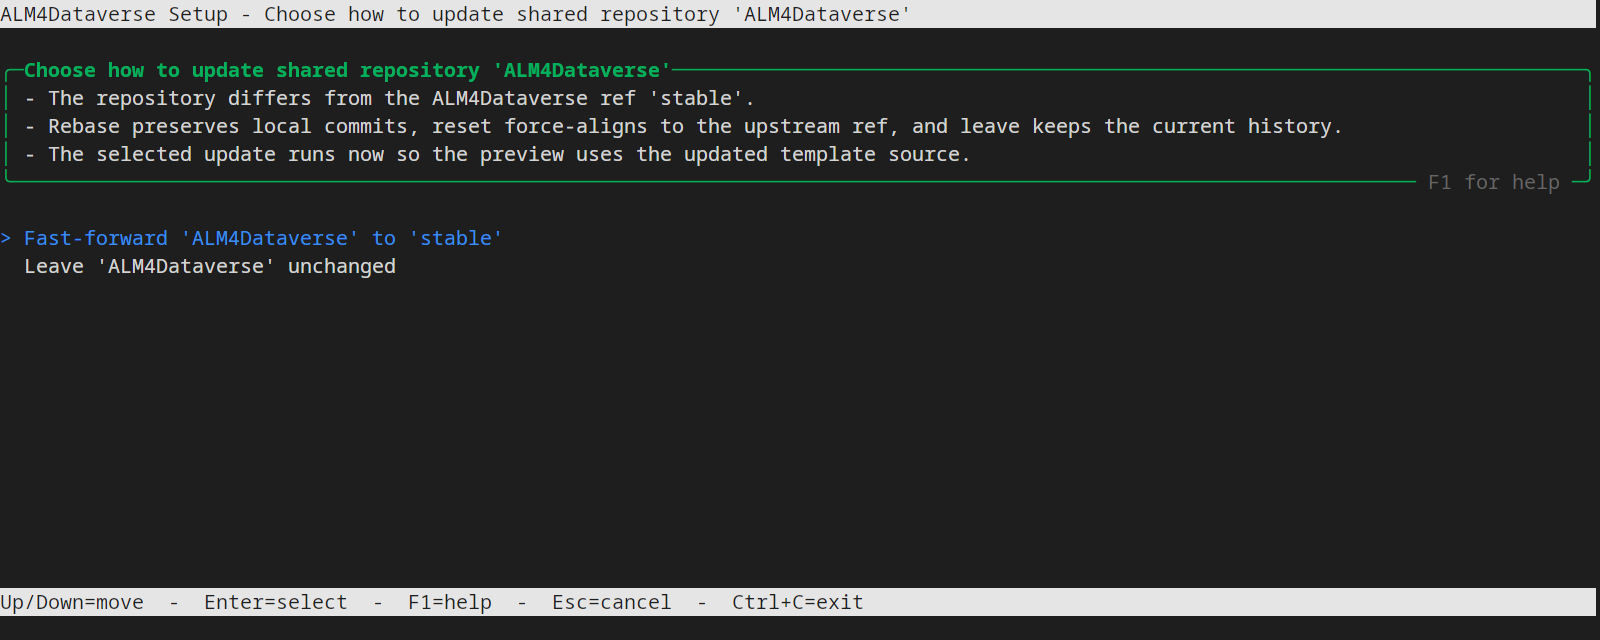 ALM4Dataverse Setup - Choose how to update shared repository 'ALM4Dataverse'
Choose how to update shared repository 'ALM4Dataverse'
- The repository differs from the ALM4Dataverse ref 'stable'.
- Rebase preserves local commits, reset force-aligns to the upstream ref, and leave keeps the current history.
- The selected update runs now so the preview uses the updated template source.
F1 for help
> Fast-forward 'ALM4Dataverse' to 'stable'
Leave 'ALM4Dataverse' unchanged
Up/Down=move  -  Enter=select  -  F1=help  -  Esc=cancel  -  Ctrl+C=exit